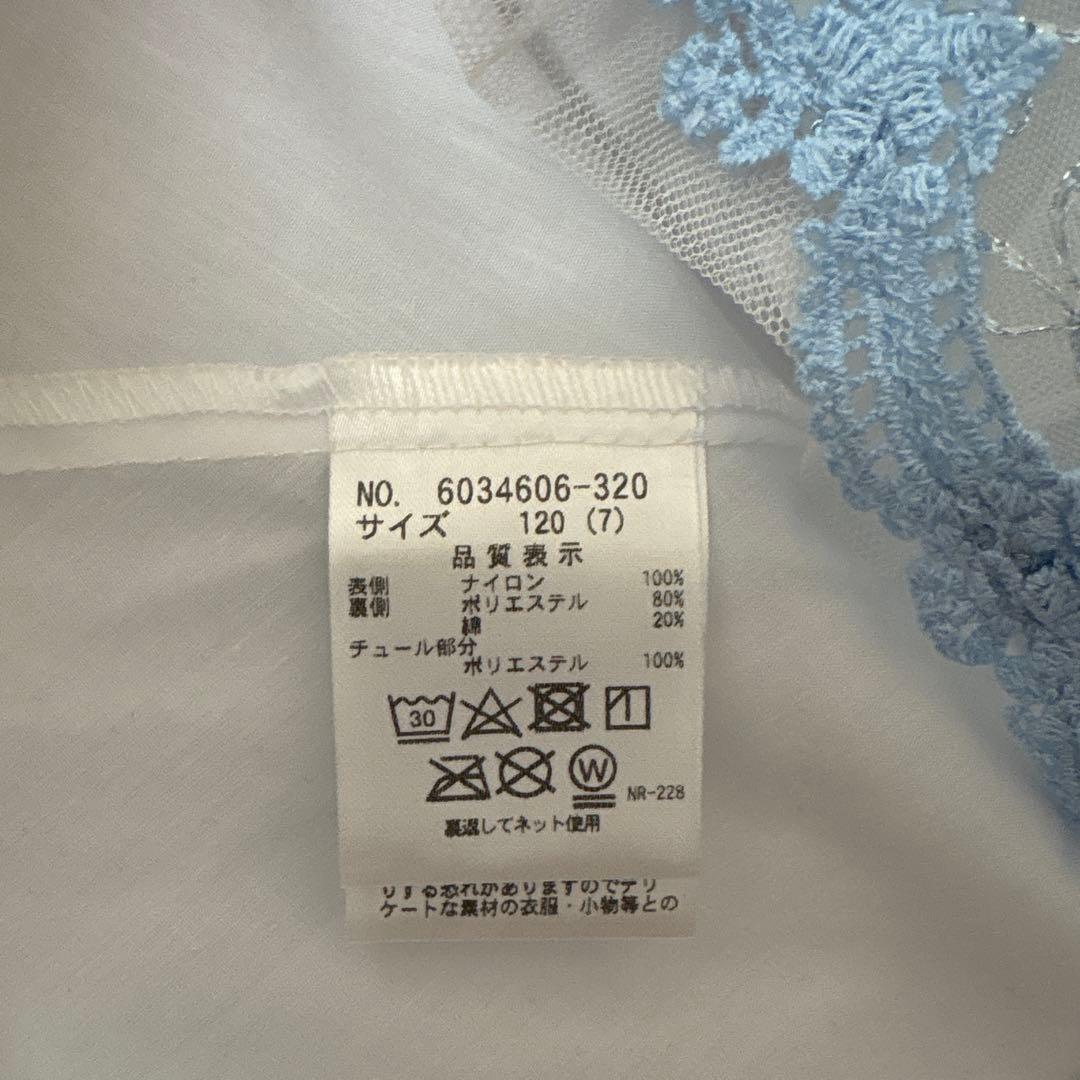 NO. 6034606-320
サイズ 120 (7)
品質表示
表側 ナイロン 100%
裏側 ポリエステル 80%
綿 20%
チュール部分
ポリエステル 100%
30
W NR-228
裏返してネット使用
りする恐れがありますのでデリ
ケートな素材の衣服・小物等との